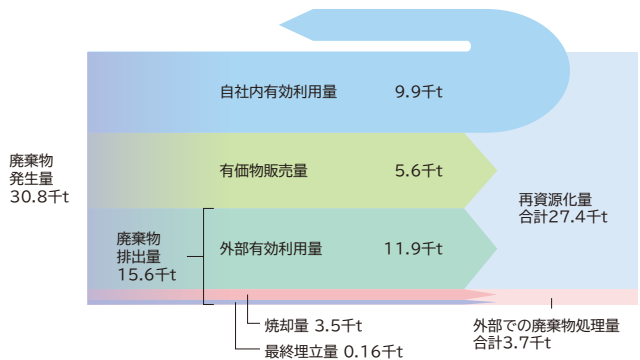 自社内有効利用量 9.9千t
廃棄物
発生量
30.8千t
有価物販売量 5.6千t
再資源化量
合計27.4千t
廃棄物
排出量
15.6千t
外部有効利用量 11.9千t
焼却量 3.5千t
最終埋立量 0.16千t
外部での廃棄物処理量
合計3.7千t